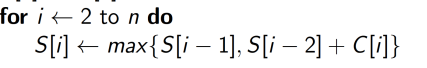 for i ← 2 to n do
S[i] ← max{S[i − 1], S[i − 2] + C[i]}